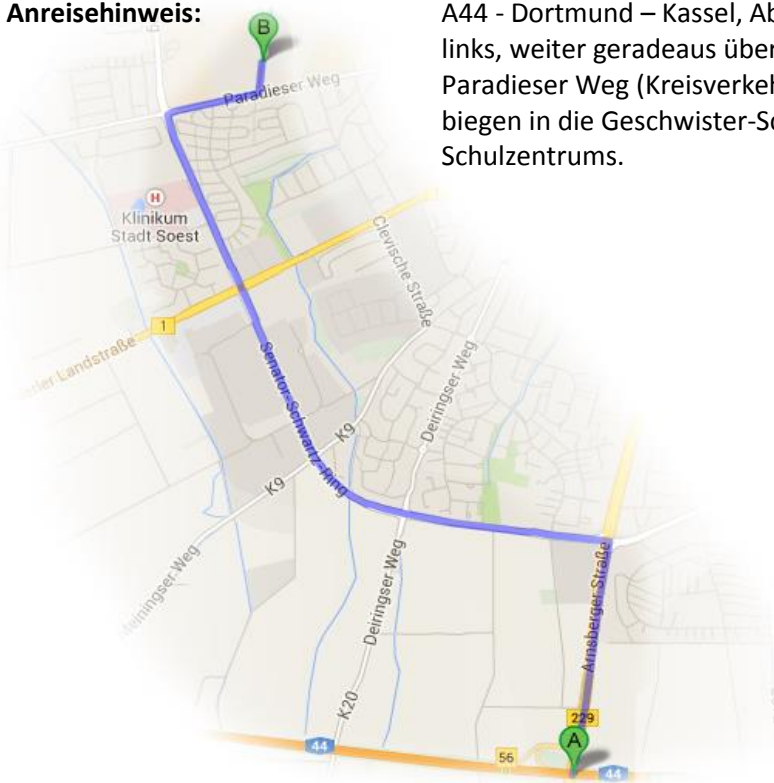 Anreisehinweis:
A44 - Dortmund – Kassel, Ab
links, weiter geradeaus über
Paradieser Weg (Kreisverkeh
biegen in die Geschwister-Sc
Schulzentrums.
B
Paradieser Weg
H
Klinikum
Stadt Soest
Clevische Straße
1
erler Landstraße
Senator-Schwartz-Ring
Deiringser Weg
K9
K9
Meiningser Weg
Deiringser Weg
Arnsberger Straße
K20
229
A
44
56
44